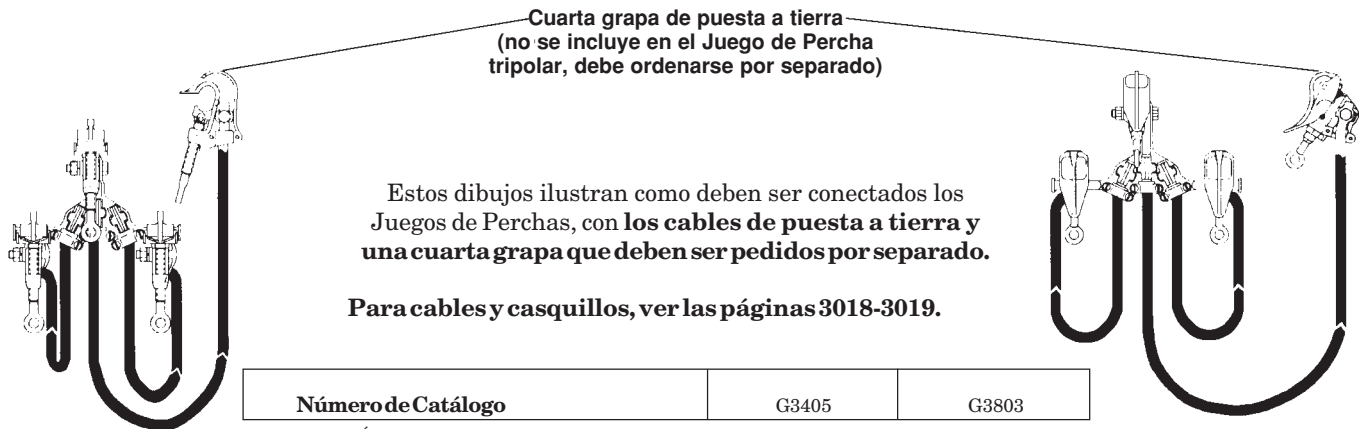 Cuarta grapa de puesta a tierra
(no se incluye en el Juego de Percha
tripolar, debe ordenarse por separado)
Estos dibujos ilustran como deben ser conectados los
Juegos de Perchas, con los cables de puesta a tierra y
una cuarta grapa que deben ser pedidos por separado.
Para cables y casquillos, ver las páginas 3018-3019.
Número de Catálogo G3405 G3803